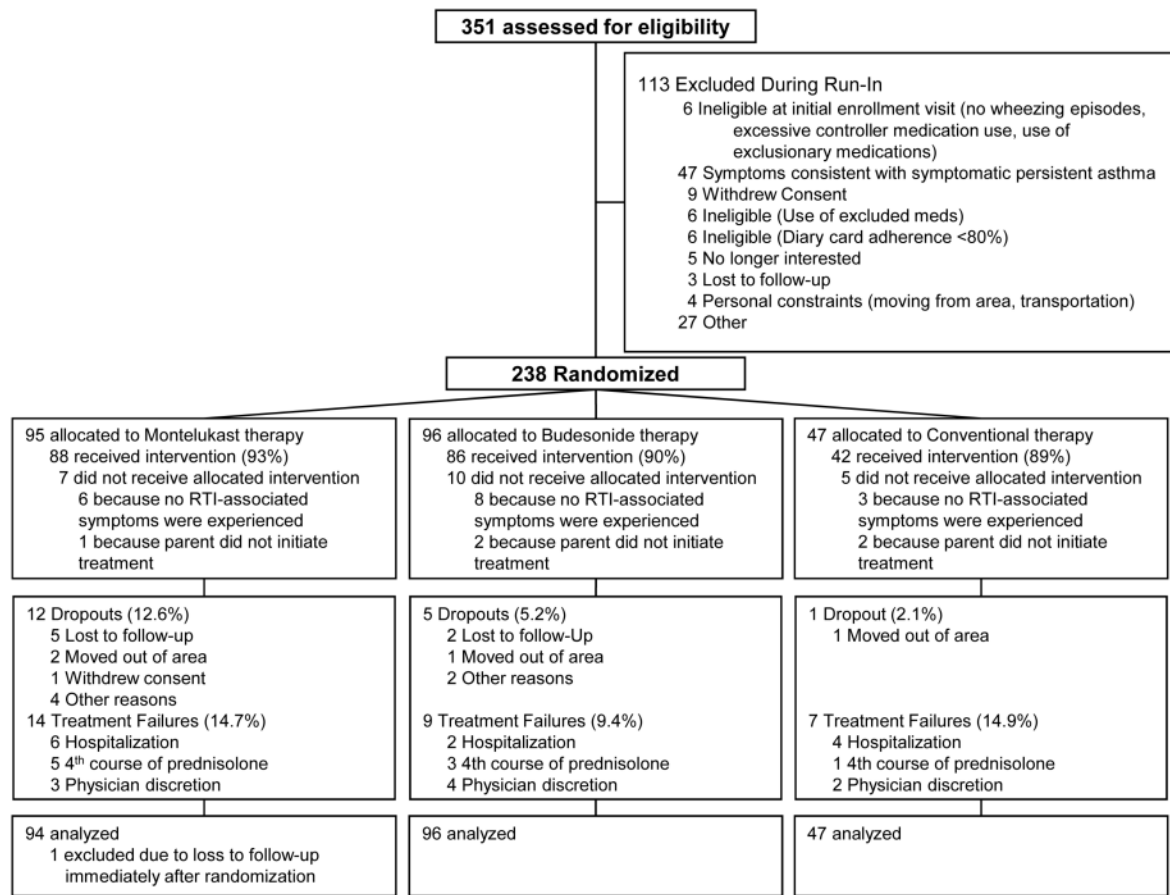 351 assessed for eligibility
113 Excluded During Run-In
6 Ineligible at initial enrollment visit (no wheezing episodes,
excessive controller medication use, use of
exclusionary medications)
47 Symptoms consistent with symptomatic persistent asthma
9 Withdrew Consent
6 Ineligible (Use of excluded meds)
6 Ineligible (Diary card adherence <80%)
5 No longer interested
3 Lost to follow-up
4 Personal constraints (moving from area, transportation)
27 Other
238 Randomized
95 allocated to Montelukast therapy
88 received intervention (93%)
7 did not receive allocated intervention
6 because no RTI-associated
symptoms were experienced
1 because parent did not initiate
treatment
96 allocated to Budesonide therapy
86 received intervention (90%)
10 did not receive allocated intervention
8 because no RTI-associated
symptoms were experienced
2 because parent did not initiate
treatment
47 allocated to Conventional therapy
42 received intervention (89%)
5 did not receive allocated intervention
3 because no RTI-associated
symptoms were experienced
2 because parent did not initiate
treatment
12 Dropouts (12.6%)
5 Lost to follow-up
2 Moved out of area
1 Withdrew consent
4 Other reasons
14 Treatment Failures (14.7%)
6 Hospitalization
5 4th course of prednisolone
3 Physician discretion
5 Dropouts (5.2%)
2 Lost to follow-Up
1 Moved out of area
2 Other reasons
9 Treatment Failures (9.4%)
2 Hospitalization
3 4th course of prednisolone
4 Physician discretion
1 Dropout (2.1%)
1 Moved out of area
7 Treatment Failures (14.9%)
4 Hospitalization
1 4th course of prednisolone
2 Physician discretion
94 analyzed
1 excluded due to loss to follow-up
immediately after randomization
96 analyzed
47 analyzed